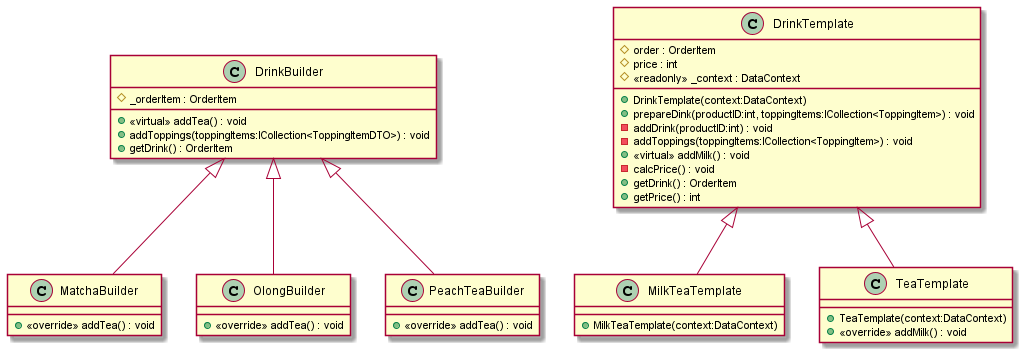 C DrinkBuilder
_orderItem : OrderItem
«virtual» addTea() : void
addToppings(toppingItems:ICollection<ToppingItemDTO>) : void
getDrink() : OrderItem
C DrinkTemplate
order : OrderItem
price : int
«readonly» _context : DataContext
DrinkTemplate(context:DataContext)
prepareDink(productID:int, toppingItems:ICollection<ToppingItem>) : void
addDrink(productID:int) : void
addToppings(toppingItems:ICollection<ToppingItem>) : void
«virtual» addMilk() : void
calcPrice() : void
getDrink() : OrderItem
getPrice() : int
C MatchaBuilder
«override» addTea() : void
C OlongBuilder
«override» addTea() : void
C PeachTeaBuilder
«override» addTea() : void
C MilkTeaTemplate
MilkTeaTemplate(context:DataContext)
C TeaTemplate
TeaTemplate(context:DataContext)
«override» addMilk() : void